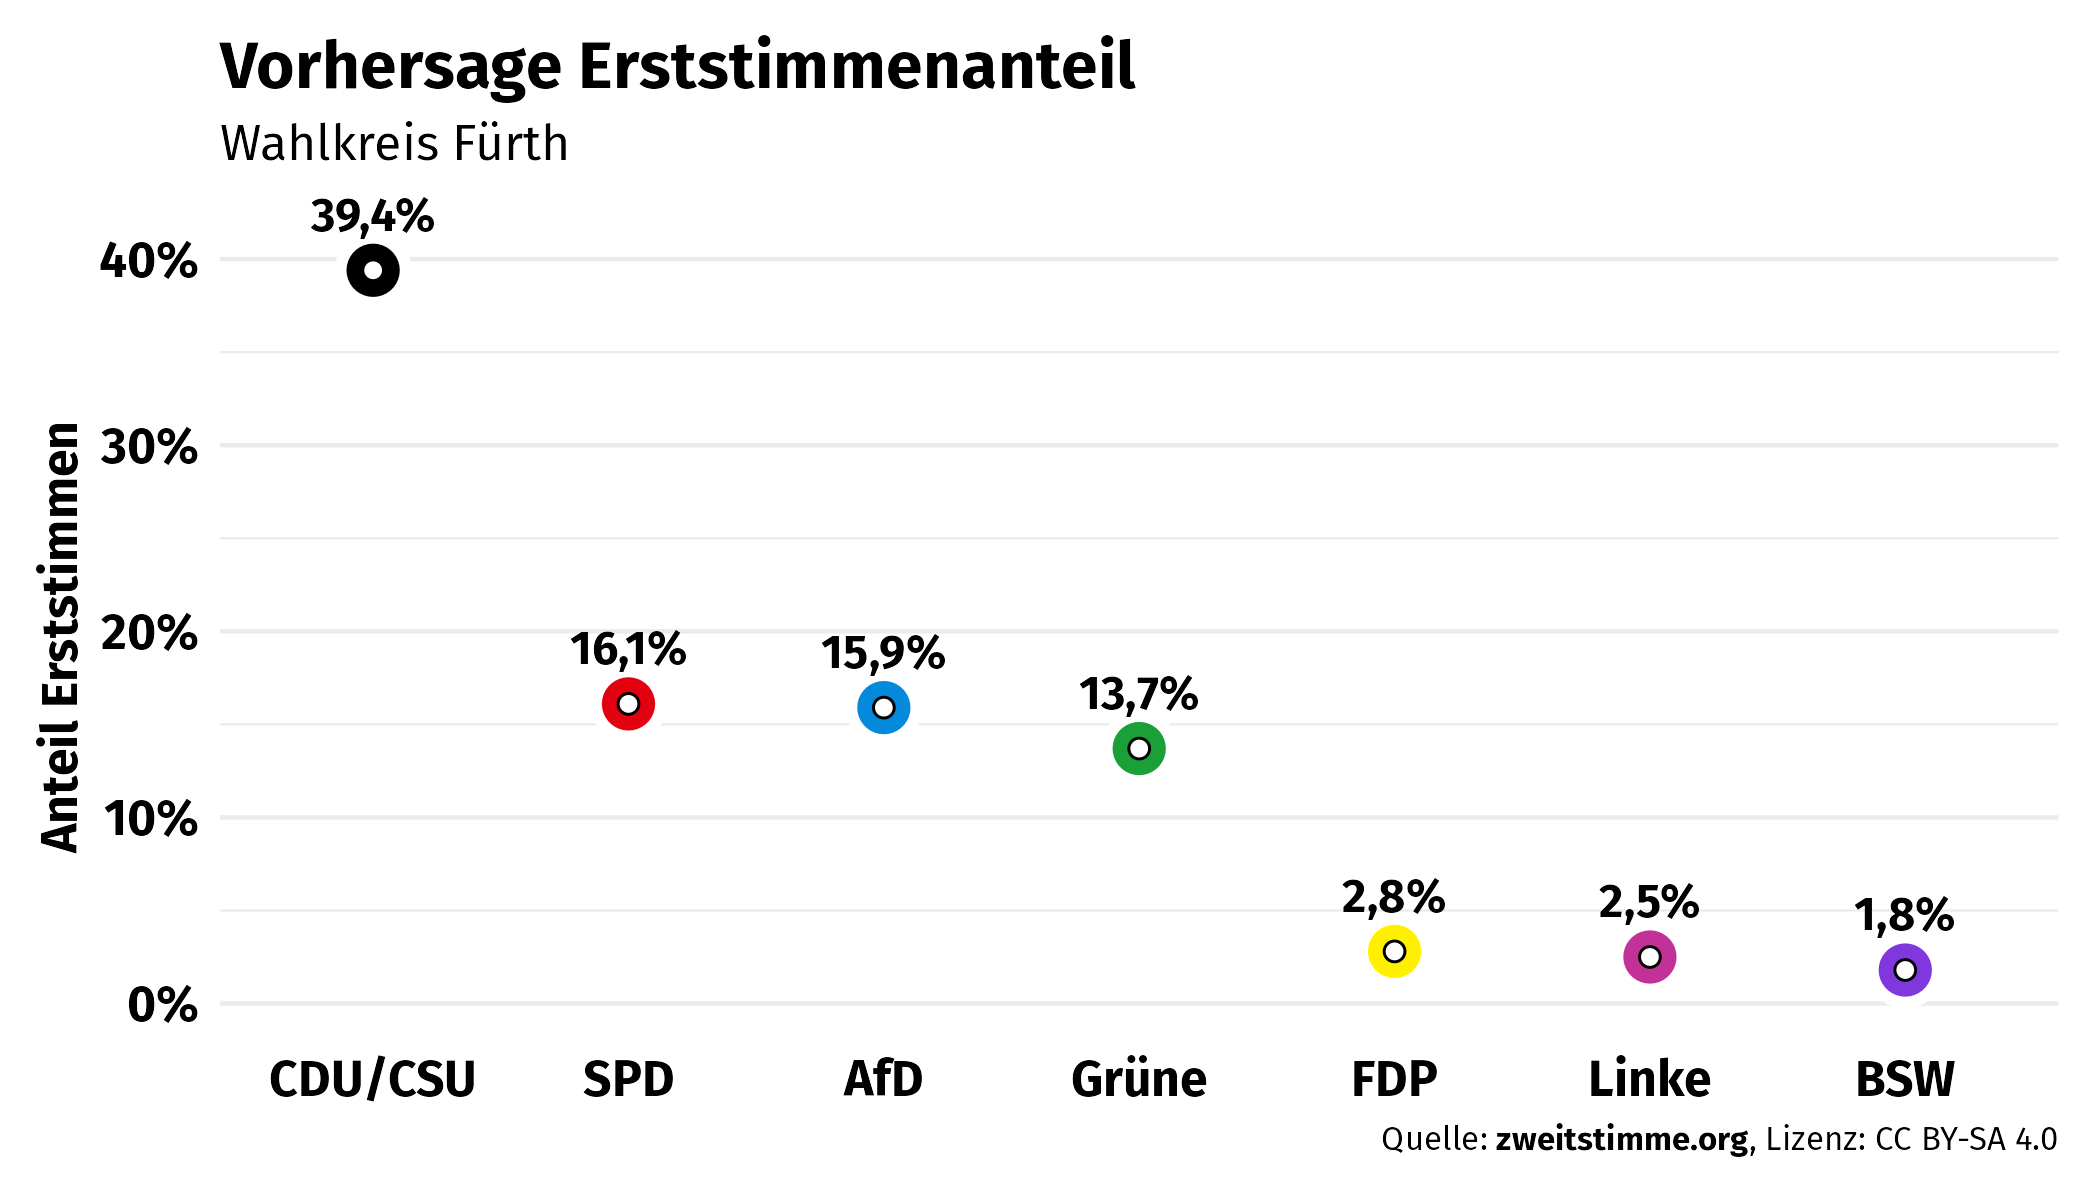 Vorhersage Erststimmenanteil
Wahlkreis Fürth
Anteil Erststimmen
40%
30%
20%
10%
0%
39,4%
16,1%
15,9%
13,7%
2,8%
2,5%
1,8%
CDU/CSU SPD AfD Grüne FDP Linke BSW
Quelle: zweitstimme.org, Lizenz: CC BY-SA 4.0